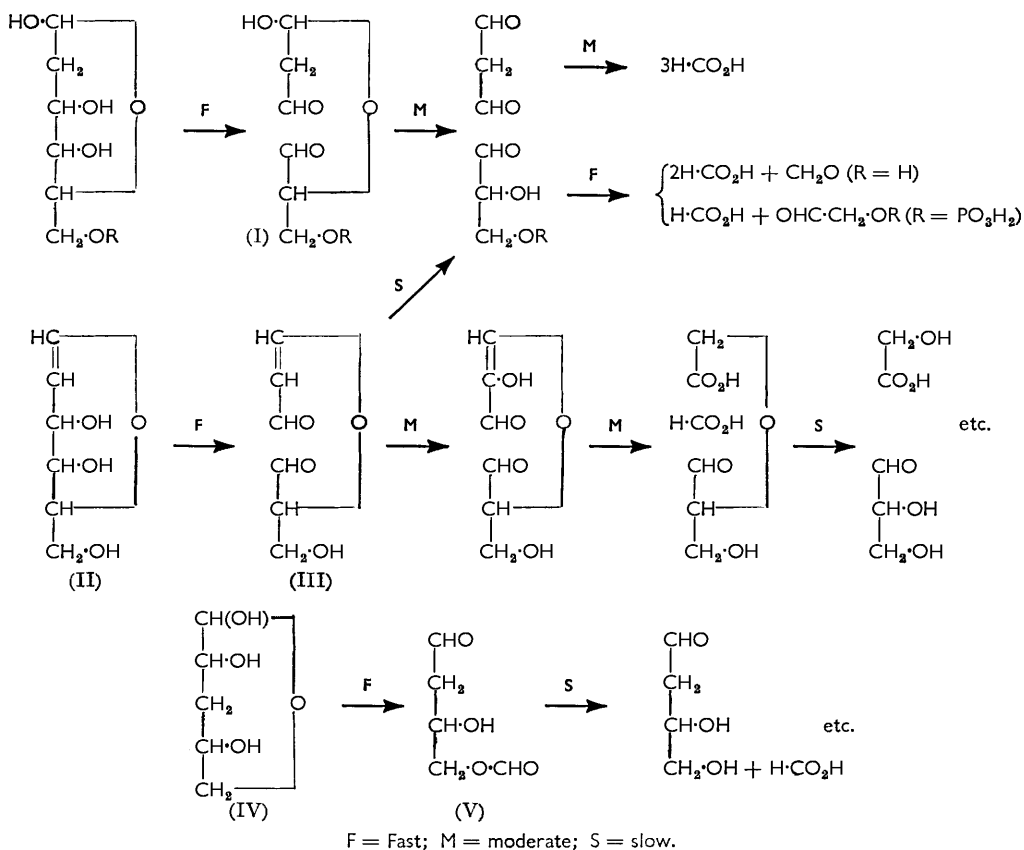 HO·CH HO·CH CHO
M
CH₂ CH₂ CH₂ 3H·CO₂H
F M
CH·OH O CHO O CHO
CH·OH CHO CHO
F 2H·CO₂H + CH₂O (R = H)
CH CH CH·OH
H·CO₂H + OHC·CH₂·OR (R = PO₃H₂)
CH₂·OR (I) CH₂·OR CH₂·OR
S
HC HC HC CH₂ CH₂·OH
CH CH C·OH CO₂H CO₂H
F M M S
CH·OH O CHO O CHO O H·CO₂H O etc.
CH·OH CHO CHO CHO CHO
CH CH CH CH CH·OH
CH₂·OH CH₂·OH CH₂·OH CH₂·OH CH₂·OH
(II) (III)
CH(OH) CHO CHO
CH·OH
F S
CH₂ O CH₂ CH₂
CH·OH CH·OH CH·OH etc.
CH₂ CH₂·O·CHO CH₂·OH + H·CO₂H
(IV) (V)
F = Fast; M = moderate; S = slow.